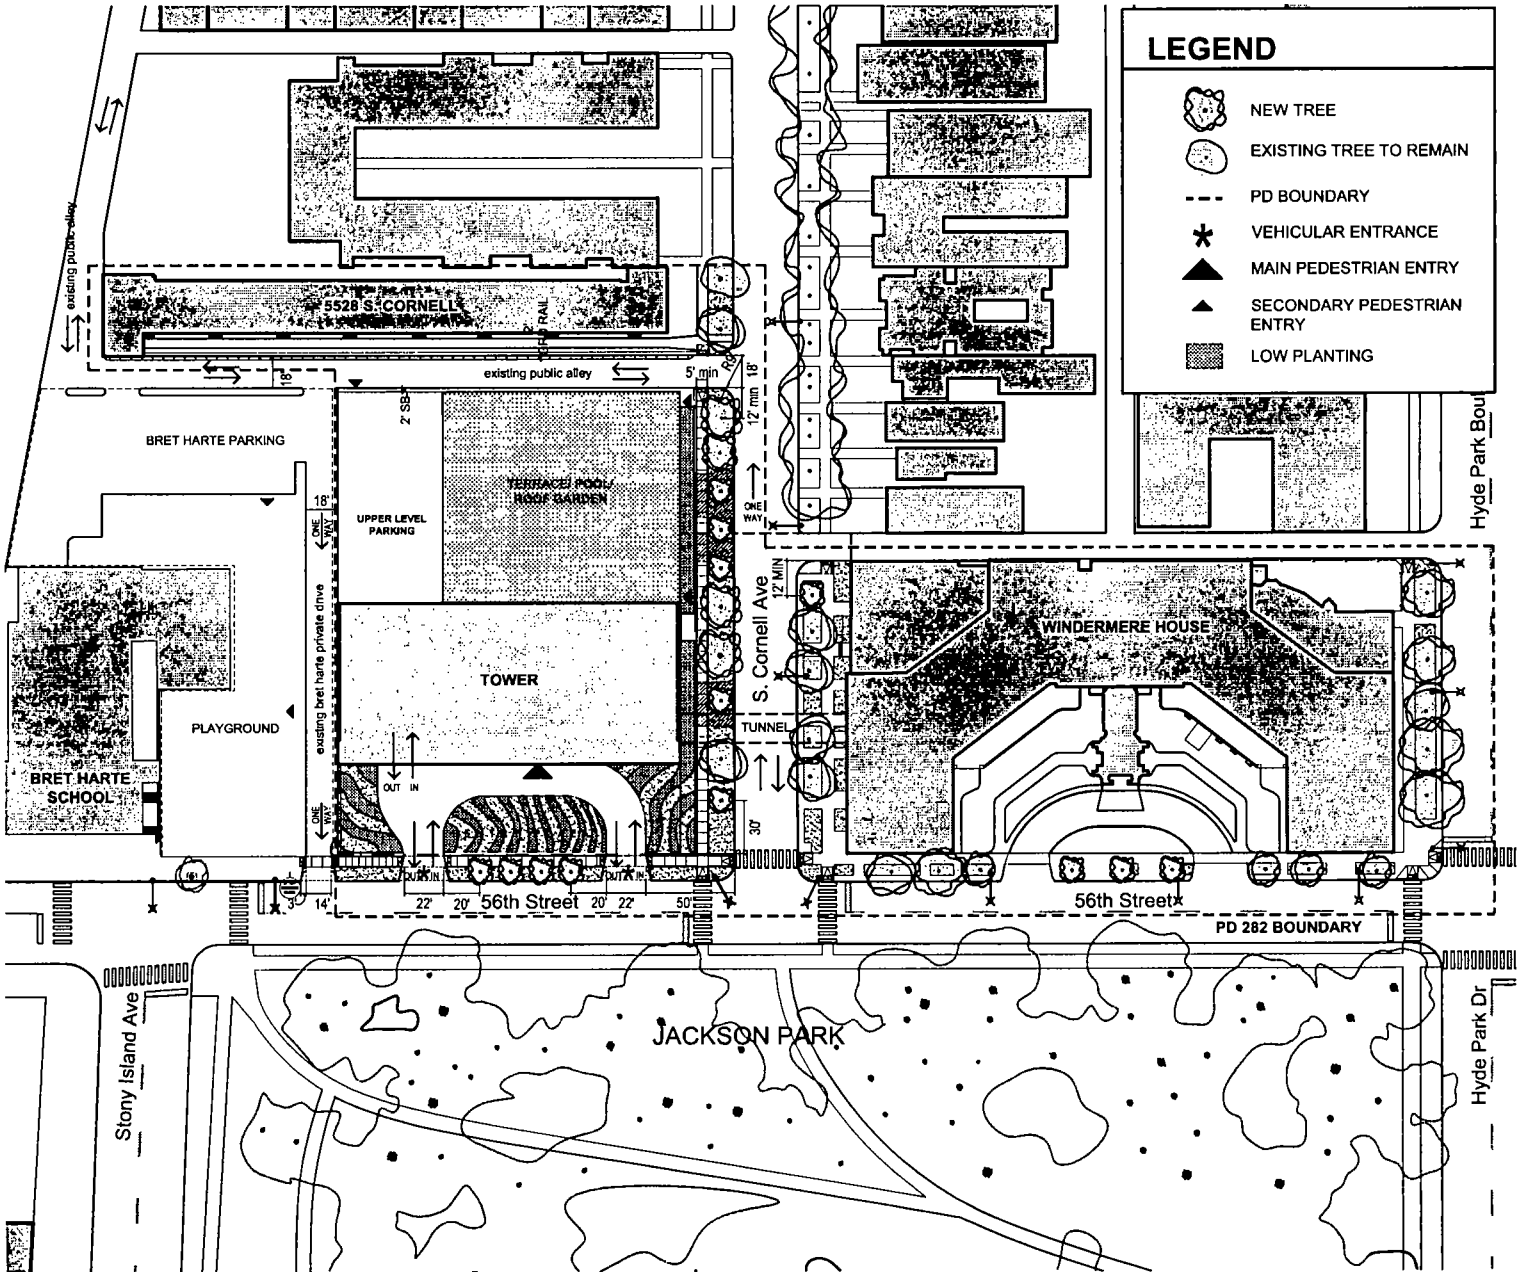 LEGEND
NEW TREE
EXISTING TREE TO REMAIN
PD BOUNDARY
VEHICULAR ENTRANCE
MAIN PEDESTRIAN ENTRY
SECONDARY PEDESTRIAN
ENTRY
LOW PLANTING
existing public alley
5528 S. CORNELL
RAIL
existing public alley
18'
5' min
18'
12' min
2' SB
BRET HARTE PARKING
TERRACE/ POOL/
ROOF GARDEN
UPPER LEVEL
PARKING
18'
ONE
WAY
ONE
WAY
Hyde Park Boul
existing bret harte private drive
12' MIN
S. Cornell Ave
WINDERMERE HOUSE
TOWER
PLAYGROUND
TUNNEL
BRET HARTE
SCHOOL
OUT IN
ONE
WAY
30'
OUT IN
OUT IN
14'
22'
20'
56th Street
20'
22'
50'
56th Street
PD 282 BOUNDARY
JACKSON PARK
Stony Island Ave
Hyde Park Dr